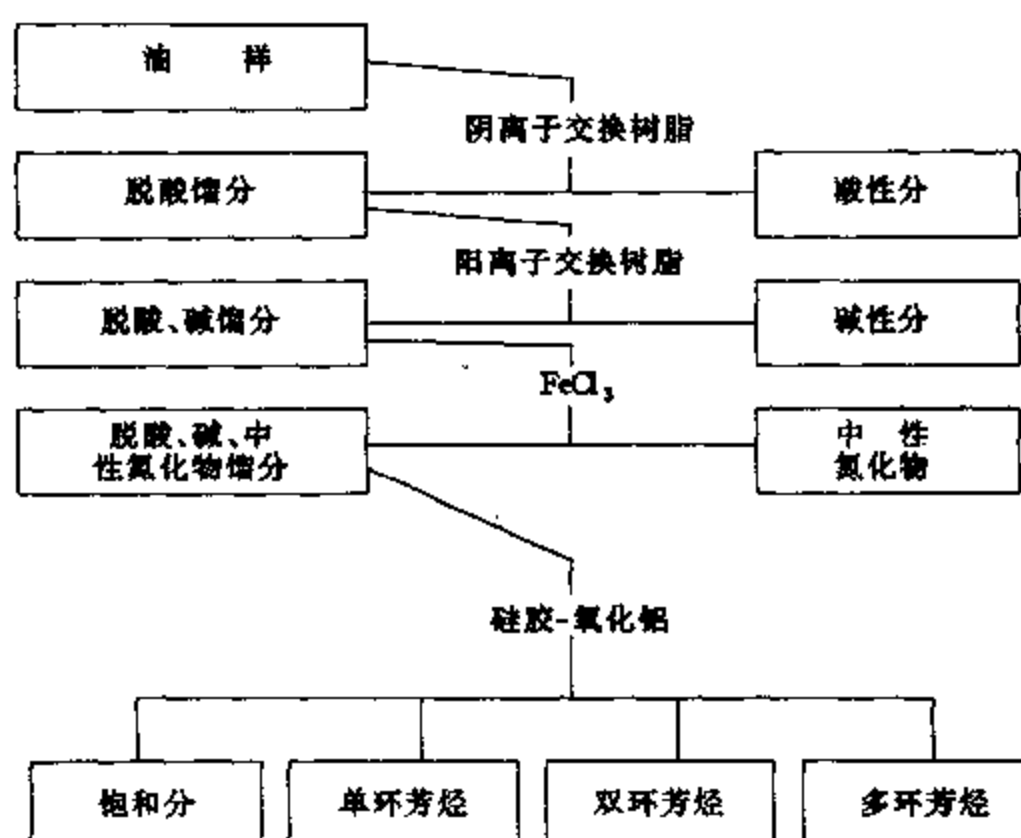 油 样
阴离子交换树脂
脱酸馏分
酸性分
阳离子交换树脂
脱酸、碱馏分
碱性分
FeCl₃
脱酸、碱、中
性氮化物馏分
中 性
氮化物
硅胶-氧化铝
饱和分
单环芳烃
双环芳烃
多环芳烃